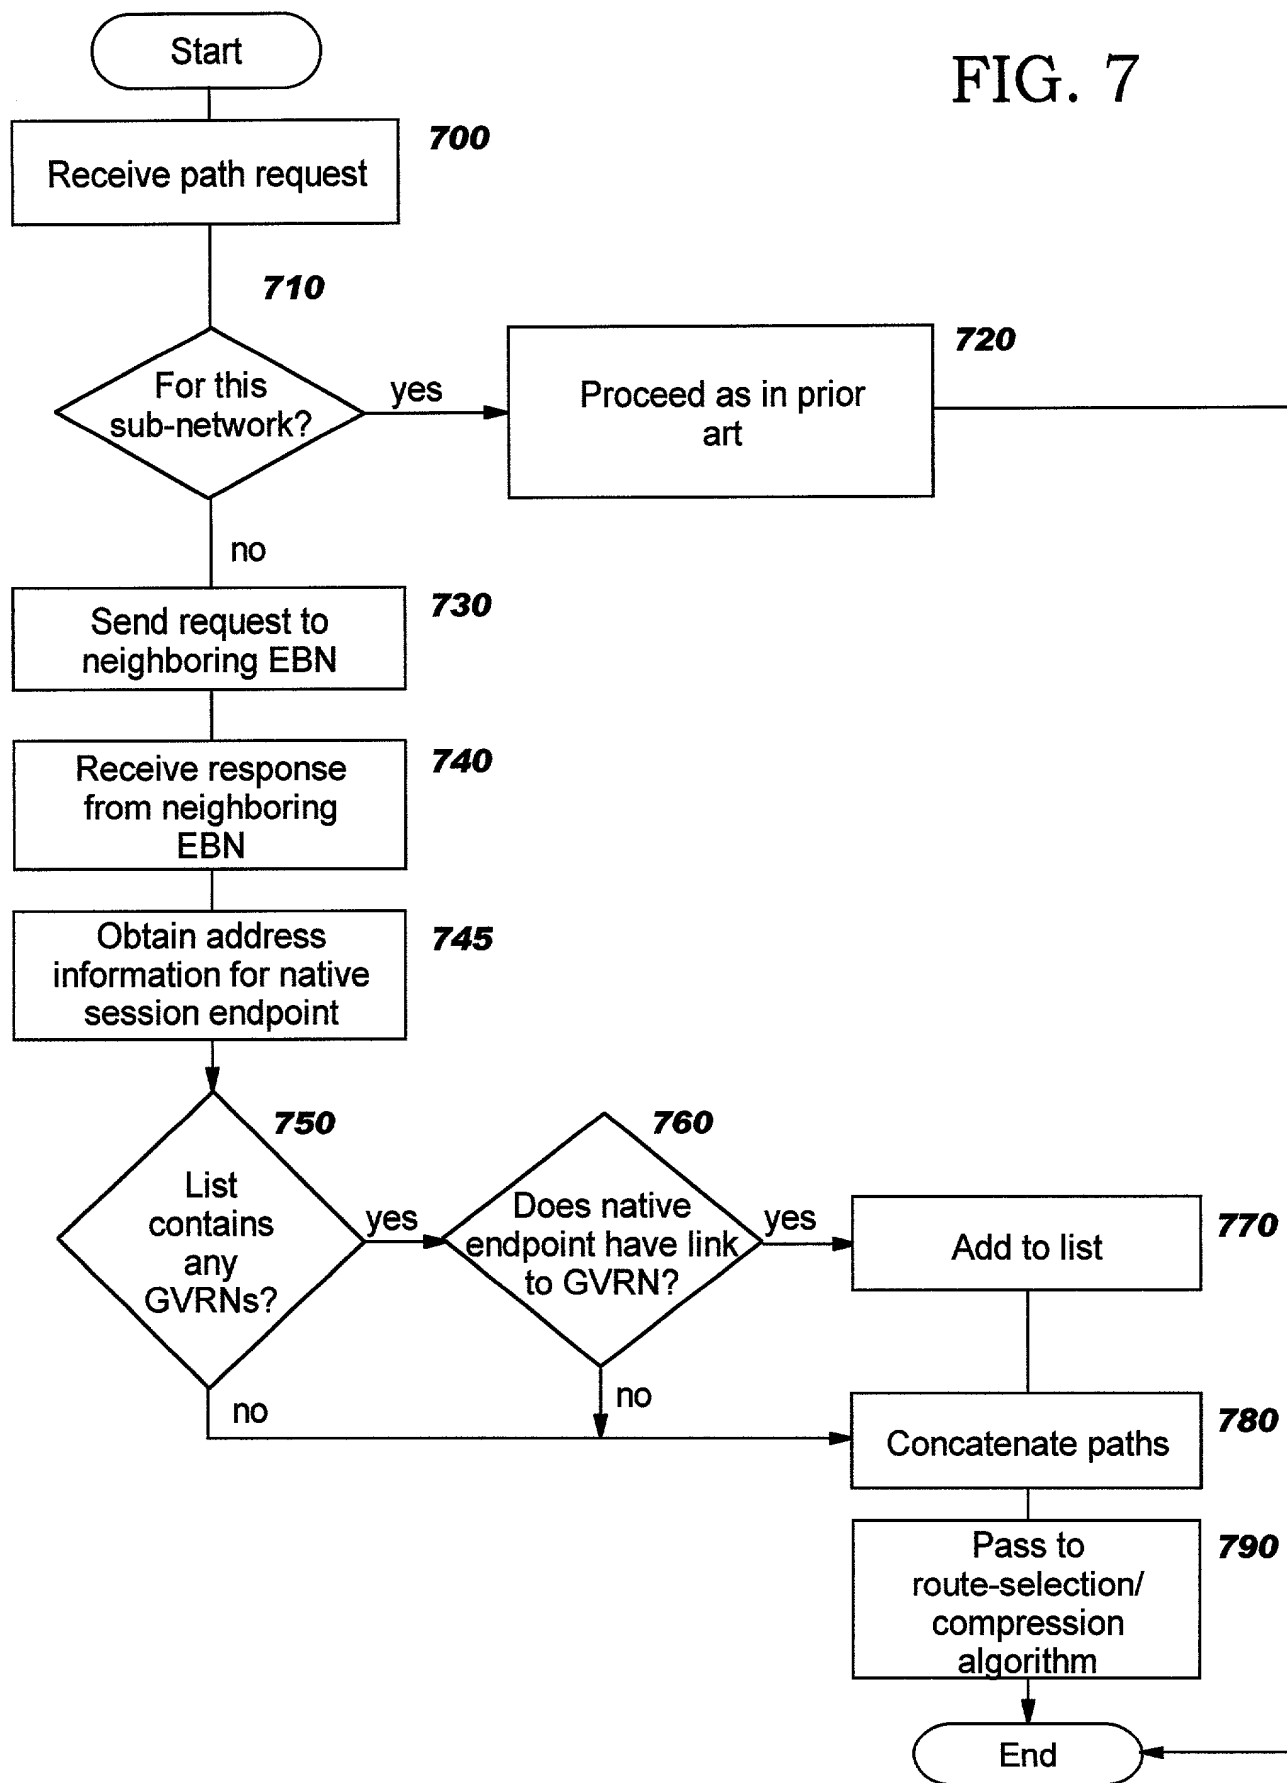 Start
FIG. 7
700
Receive path request
710
For this
sub-network?
yes
720
Proceed as in prior
art
no
730
Send request to
neighboring EBN
740
Receive response
from neighboring
EBN
745
Obtain address
information for native
session endpoint
750
List
contains
any
GVRNs?
yes
760
Does native
endpoint have link
to GVRN?
yes
770
Add to list
no
no
780
Concatenate paths
790
Pass to
route-selection/
compression
algorithm
End